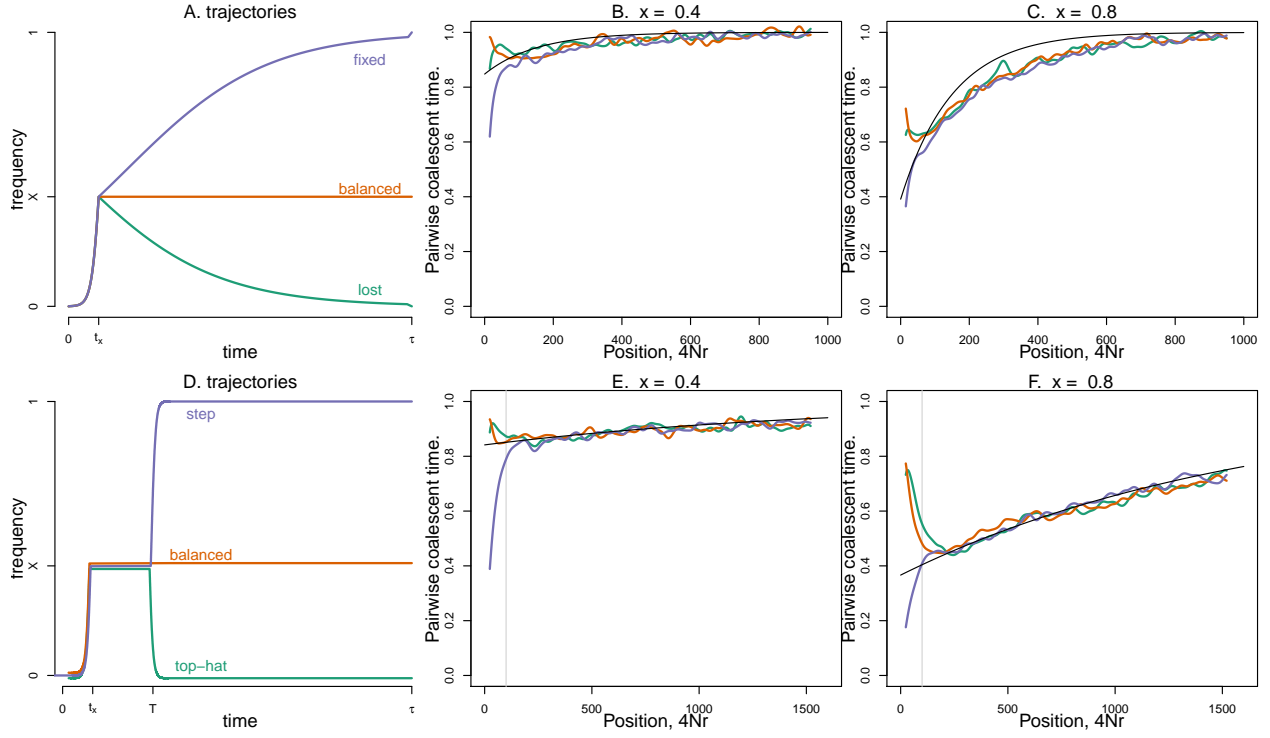 A. trajectories
frequency
0
X
1
fixed
balanced
lost
0
tx
τ
time
B. x = 0.4
Pairwise coalescent time.
0.0
0.2
0.4
0.6
0.8
1.0
0
200
400
600
800
1000
Position, 4Nr
C. x = 0.8
Pairwise coalescent time.
0.0
0.2
0.4
0.6
0.8
1.0
0
200
400
600
800
1000
Position, 4Nr
D. trajectories
frequency
0
X
1
step
balanced
top−hat
0
tx
T
τ
time
E. x = 0.4
Pairwise coalescent time.
0.0
0.2
0.4
0.6
0.8
1.0
0
500
1000
1500
Position, 4Nr
F. x = 0.8
Pairwise coalescent time.
0.0
0.2
0.4
0.6
0.8
1.0
0
500
1000
1500
Position, 4Nr